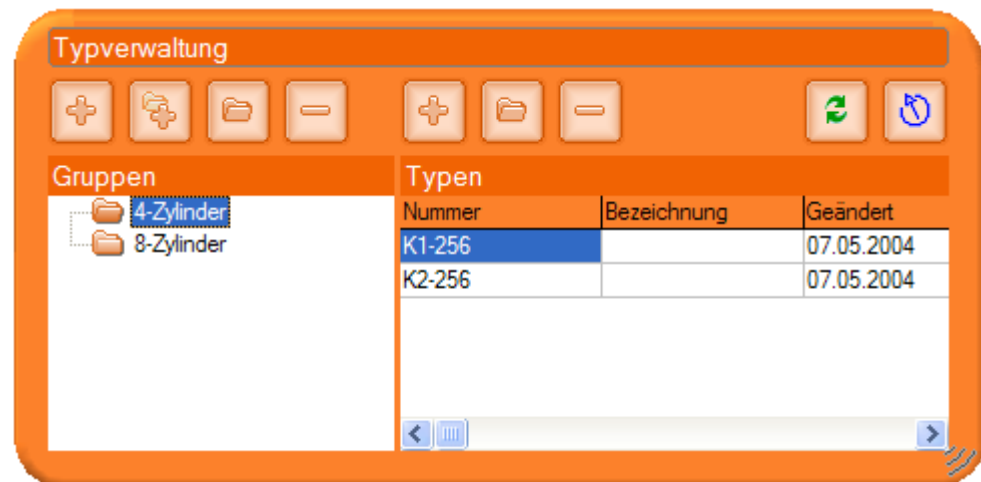 Typverwaltung
Gruppen
4-Zylinder
8-Zylinder
Typen
Nummer Bezeichnung Geändert
K1-256 07.05.2004
K2-256 07.05.2004